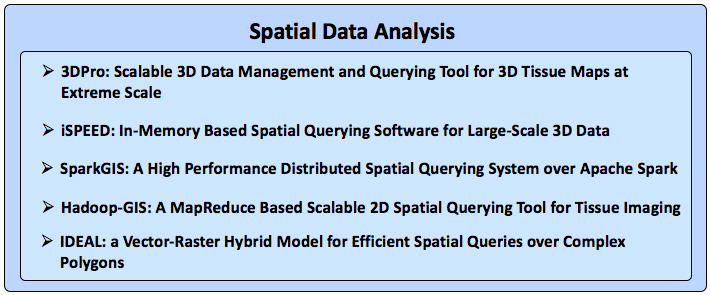 Spatial Data Analysis
➢ 3DPro: Scalable 3D Data Management and Querying Tool for 3D Tissue Maps at
Extreme Scale
➢ iSPEED: In-Memory Based Spatial Querying Software for Large-Scale 3D Data
➢ SparkGIS: A High Performance Distributed Spatial Querying System over Apache Spark
➢ Hadoop-GIS: A MapReduce Based Scalable 2D Spatial Querying Tool for Tissue Imaging
➢ IDEAL: a Vector-Raster Hybrid Model for Efficient Spatial Queries over Complex
Polygons